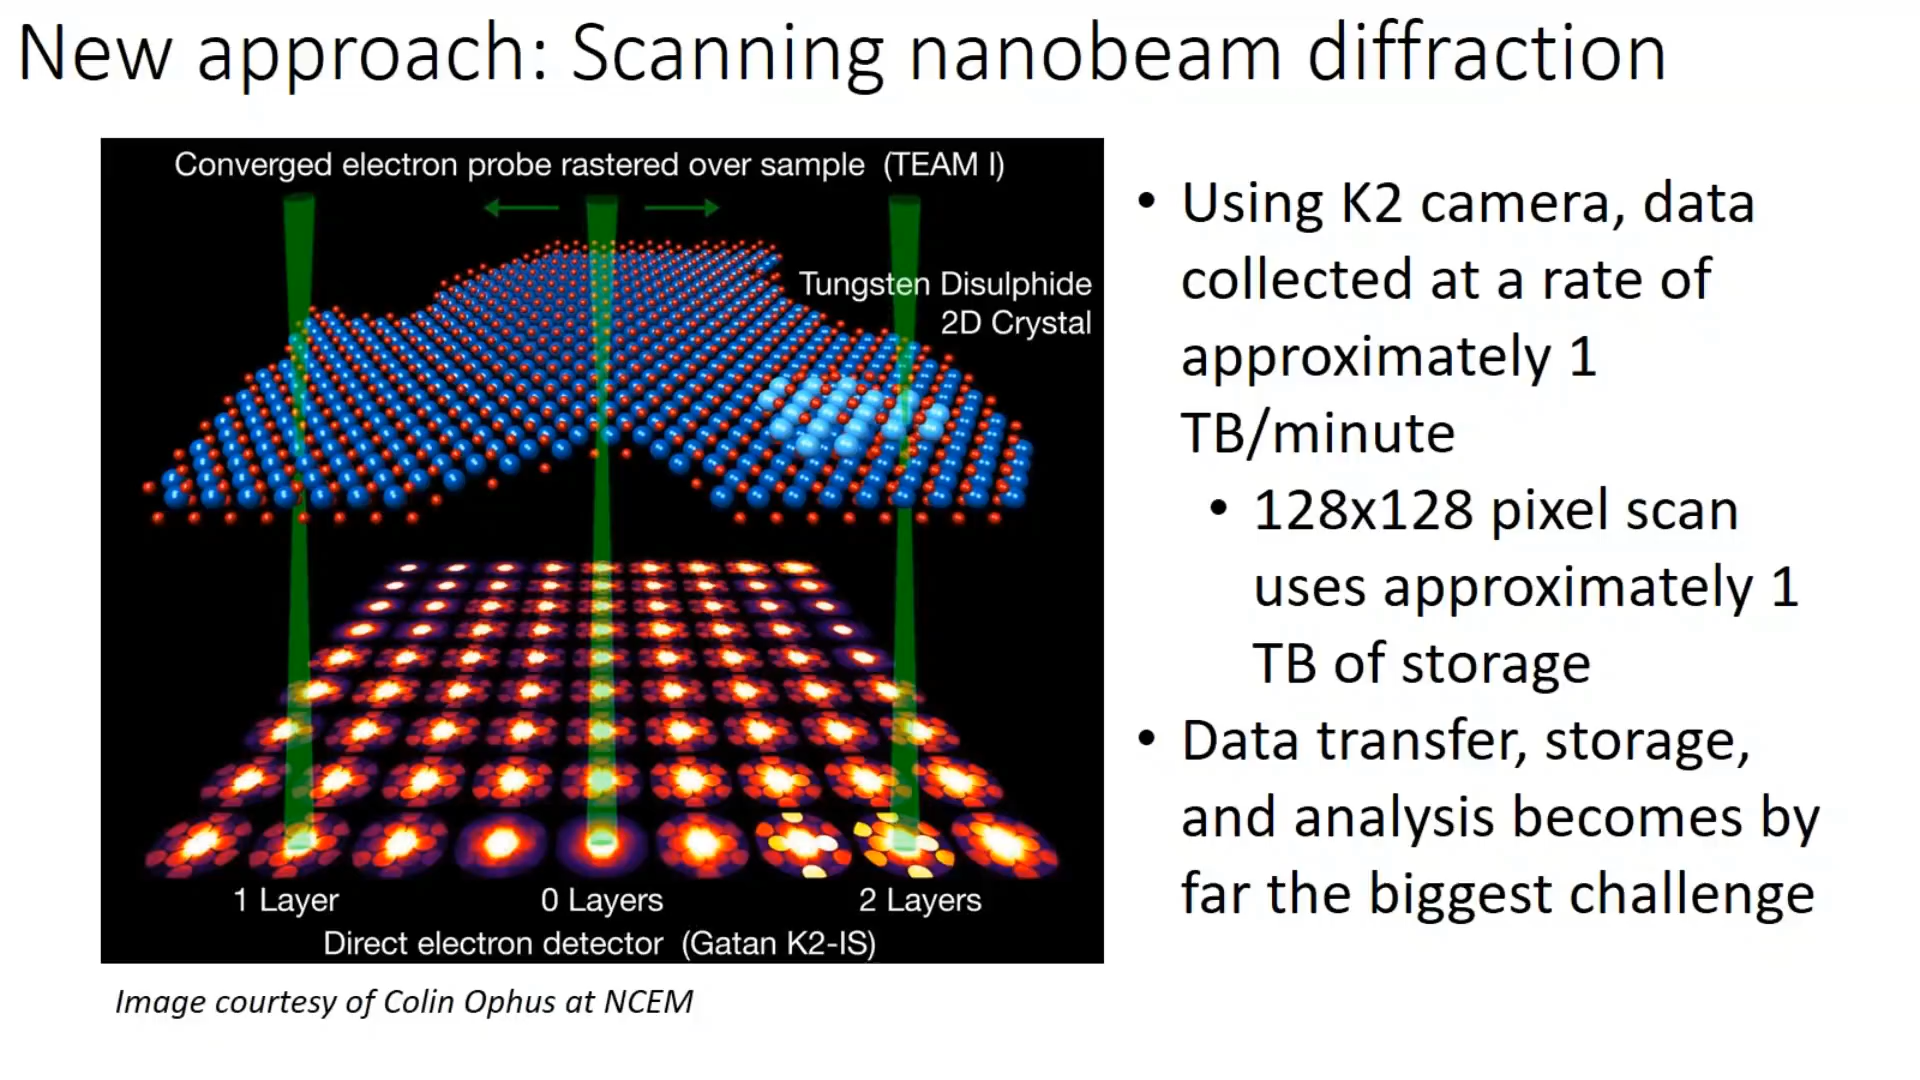 New approach: Scanning nanobeam diffraction
Converged electron probe rastered over sample (TEAM I)
Tungsten Disulphide
2D Crystal
1 Layer
0 Layers
2 Layers
Direct electron detector (Gatan K2-IS)
Image courtesy of Colin Ophus at NCEM
• Using K2 camera, data
collected at a rate of
approximately 1
TB/minute
• 128x128 pixel scan
uses approximately 1
TB of storage
• Data transfer, storage,
and analysis becomes by
far the biggest challenge